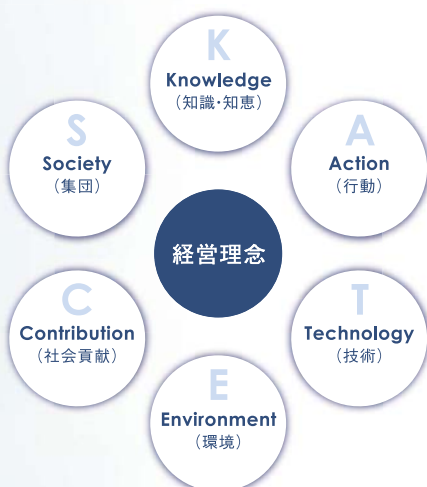 K
Knowledge
(知識・知恵)
A
Action
(行動)
T
Technology
(技術)
E
Environment
(環境)
C
Contribution
(社会貢献)
S
Society
(集団)
経営理念